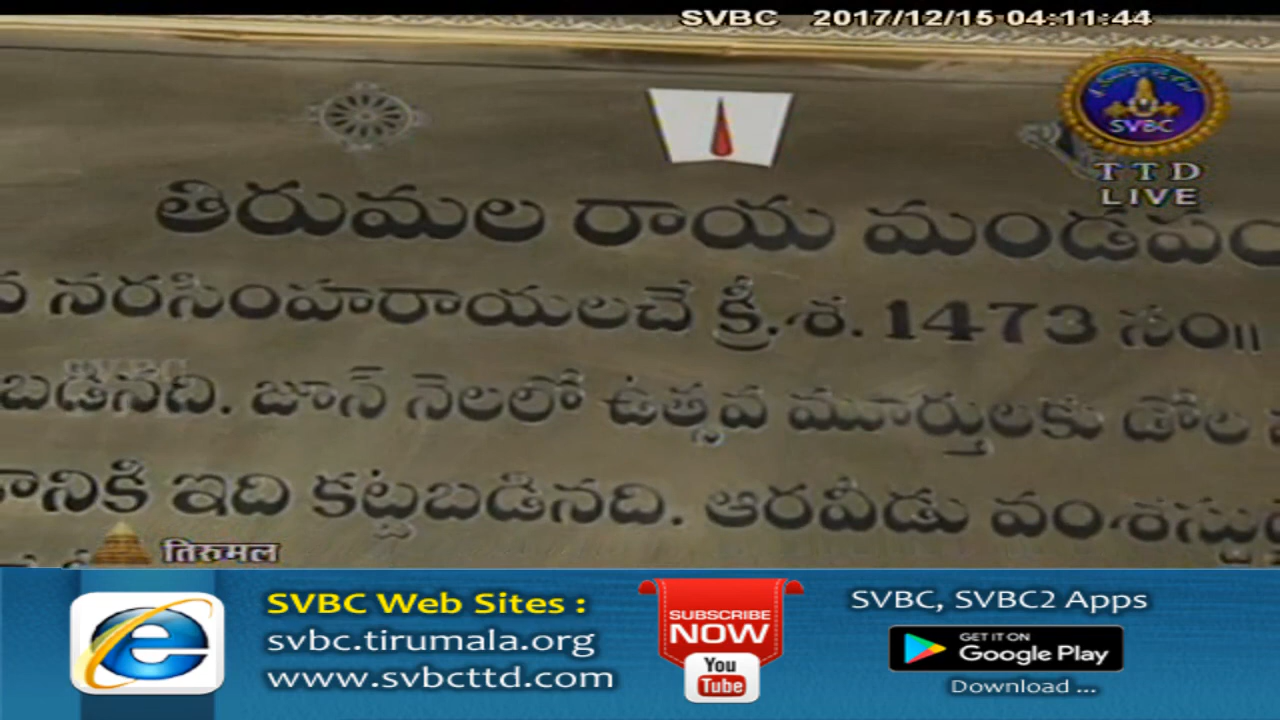 SVBC 2017/12/15 04:11:44
SVBC
TTD
LIVE
తిరుమల రాయ మండపం
నరసింహరాయలచే క్రీ.శ. 1473 సం॥
SVBC
బడినది. జూన్ నెలలో ఉత్సవ మూర్తులకు డోల
ఇది కట్టబడినది. ఆరవీడు
तिरुमल
SVBC Web Sites :
svbc.tirumala.org
www.svbcttd.com
SUBSCRIBE
NOW
You
Tube
SVBC, SVBC2 Apps
GET IT ON
Google Play
Download ...